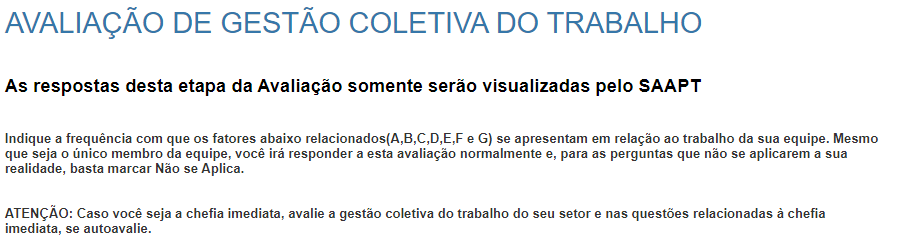 AVALIAÇÃO DE GESTÃO COLETIVA DO TRABALHO
As respostas desta etapa da Avaliação somente serão visualizadas pelo SAAPT
Indique a frequência com que os fatores abaixo relacionados(A,B,C,D,E,F e G) se apresentam em relação ao trabalho da sua equipe. Mesmo
que seja o único membro da equipe, você irá responder a esta avaliação normalmente e, para as perguntas que não se aplicarem a sua
realidade, basta marcar Não se Aplica.
ATENÇÃO: Caso você seja a chefia imediata, avalie a gestão coletiva do trabalho do seu setor e nas questões relacionadas à chefia
imediata, se autoavalie.